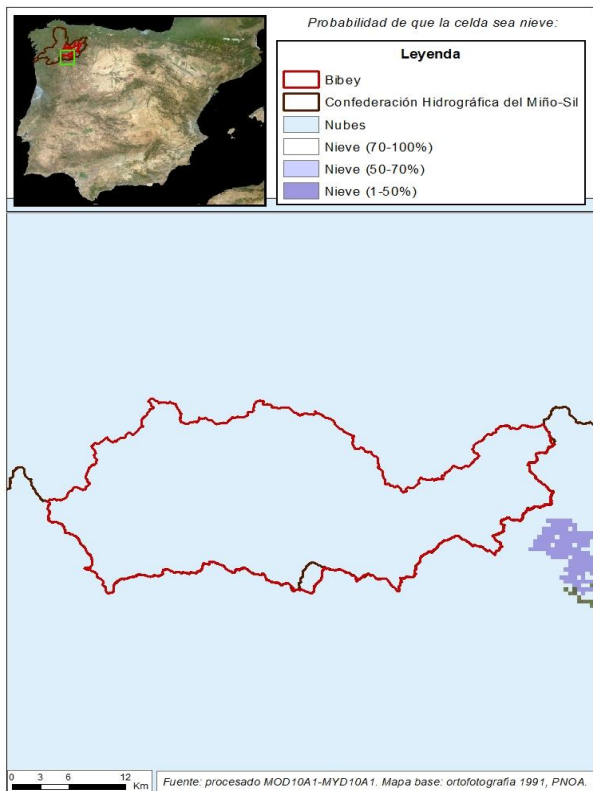 Probabilidad de que la celda sea nieve:
Leyenda
Bibey
Confederación Hidrográfica del Miño-Sil
Nubes
Nieve (70-100%)
Nieve (50-70%)
Nieve (1-50%)
0 3 6 12
Km
Fuente: procesado MOD10A1-MYD10A1. Mapa base: ortofotografía 1991, PNOA.